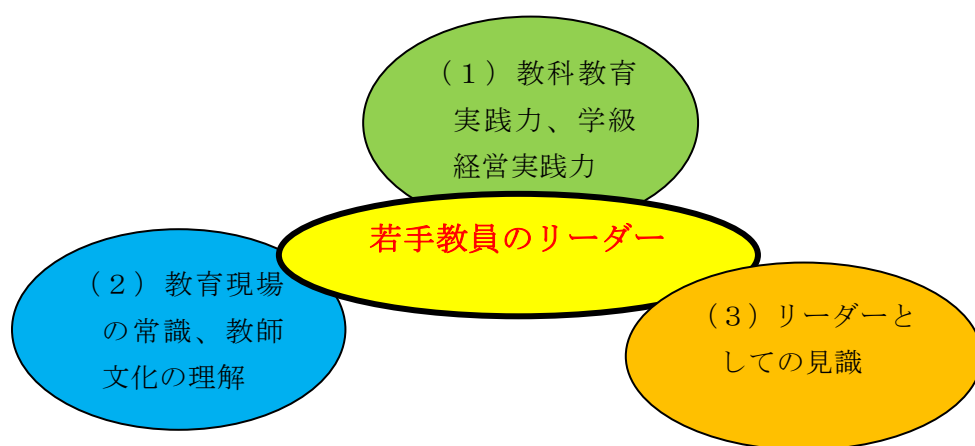 （１）教科教育
実践力、学級
経営実践力
若手教員のリーダー
（２）教育現場
の常識、教師
文化の理解
（３）リーダーと
しての見識